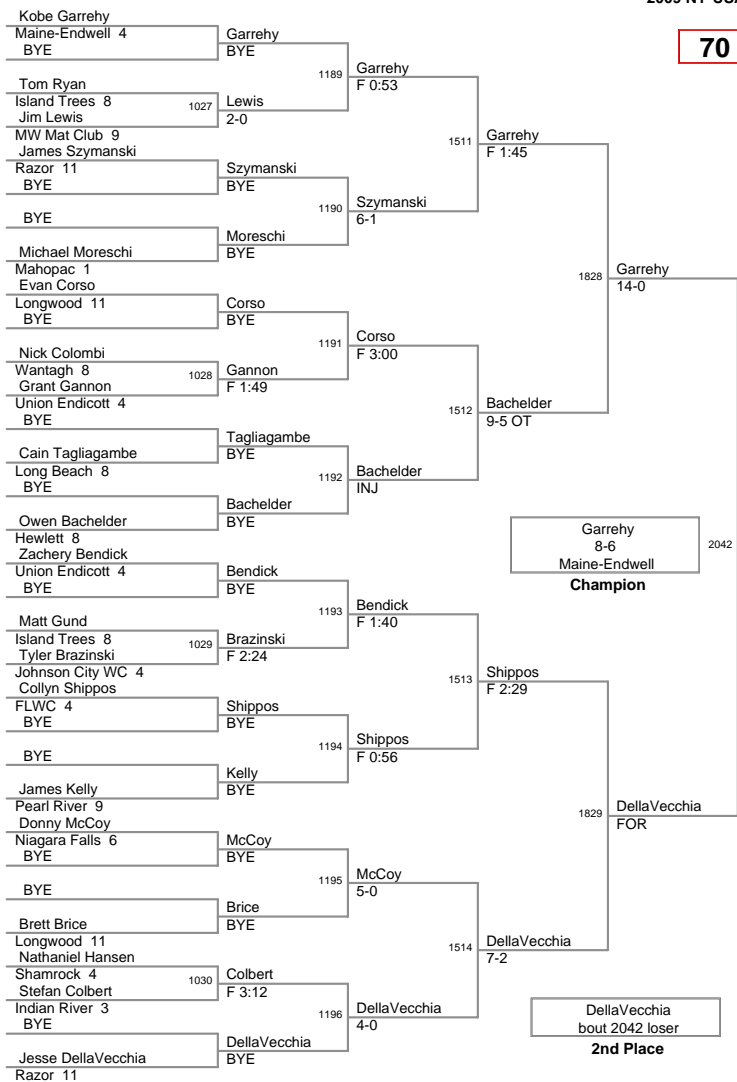 Kobe Garrehy
Maine-Endwell 4
BYE
Tom Ryan
Island Trees 8
Jim Lewis
MW Mat Club 9
James Szymanski
Razor 11
BYE
BYE
Michael Moreschi
Mahopac 1
Evan Corso
Longwood 11
BYE
Nick Colombi
Wantagh 8
Grant Gannon
Union Endicott 4
BYE
Cain Tagliagambe
Long Beach 8
BYE
Owen Bachelder
Hewlett 8
Zachery Bendick
Union Endicott 4
BYE
Matt Gund
Island Trees 8
Tyler Brazinski
Johnson City WC 4
Collyn Shippos
FLWC 4
BYE
BYE
James Kelly
Pearl River 9
Donny McCoy
Niagara Falls 6
BYE
BYE
Brett Brice
Longwood 11
Nathaniel Hansen
Shamrock 4
Stefan Colbert
Indian River 3
BYE
Jesse DellaVecchia
Razor 11
Garrehy
BYE
1027
Lewis
2-0
Szymanski
BYE
Moreschi
BYE
Corso
BYE
1028
Gannon
F 1:49
Tagliagambe
BYE
Bachelder
BYE
Bendick
BYE
1029
Brazinski
F 2:24
Shippos
BYE
Kelly
BYE
McCoy
BYE
Brice
BYE
1030
Colbert
F 3:12
DellaVecchia
BYE
1189
Garrehy
F 0:53
1190
Szymanski
6-1
1191
Corso
F 3:00
1192
Bachelder
INJ
1193
Bendick
F 1:40
1194
Shippos
F 0:56
1195
McCoy
5-0
1196
DellaVecchia
4-0
1511
Garrehy
F 1:45
1512
Bachelder
9-5 OT
1513
Shippos
F 2:29
1514
DellaVecchia
7-2
1828
Garrehy
14-0
1829
DellaVecchia
FOR
70
Garrehy
8-6
Maine-Endwell
2042
Champion
DellaVecchia
bout 2042 loser
2nd Place